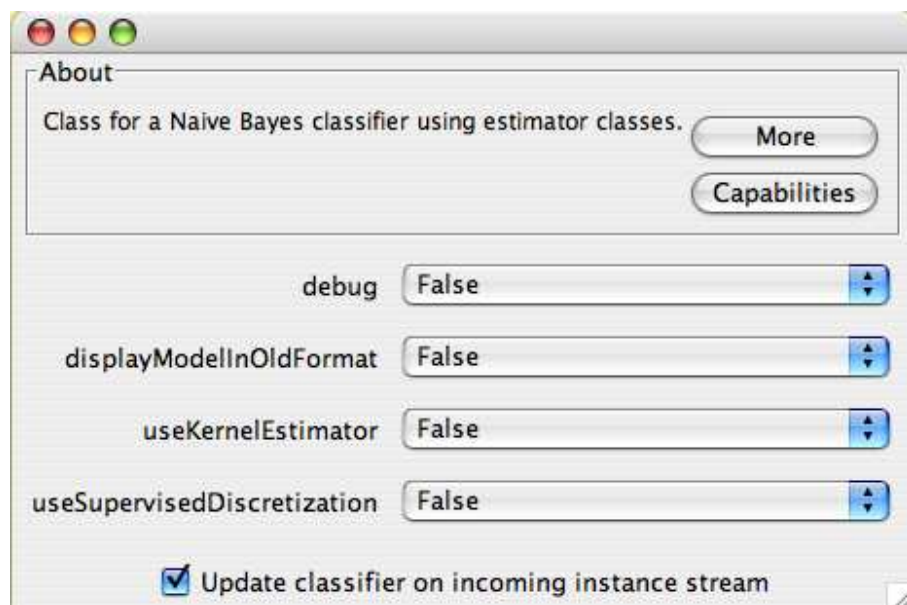 About
Class for a Naive Bayes classifier using estimator classes.
More
Capabilities
debug False
displayModelInOldFormat False
useKernelEstimator False
useSupervisedDiscretization False
Update classifier on incoming instance stream